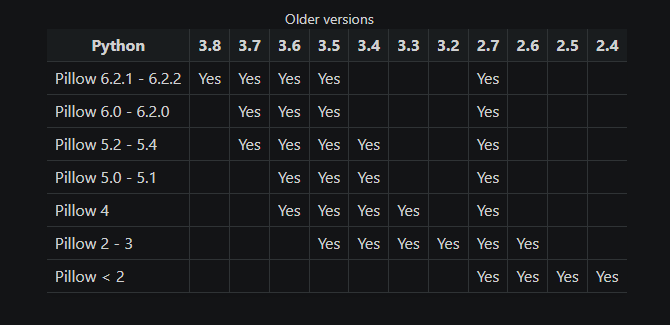 Older versions
Python 3.8 3.7 3.6 3.5 3.4 3.3 3.2 2.7 2.6 2.5 2.4
Pillow 6.2.1 - 6.2.2 Yes Yes Yes Yes Yes
Pillow 6.0 - 6.2.0 Yes Yes Yes Yes
Pillow 5.2 - 5.4 Yes Yes Yes Yes Yes
Pillow 5.0 - 5.1 Yes Yes Yes Yes
Pillow 4 Yes Yes Yes Yes Yes
Pillow 2 - 3 Yes Yes Yes Yes Yes Yes
Pillow < 2 Yes Yes Yes Yes